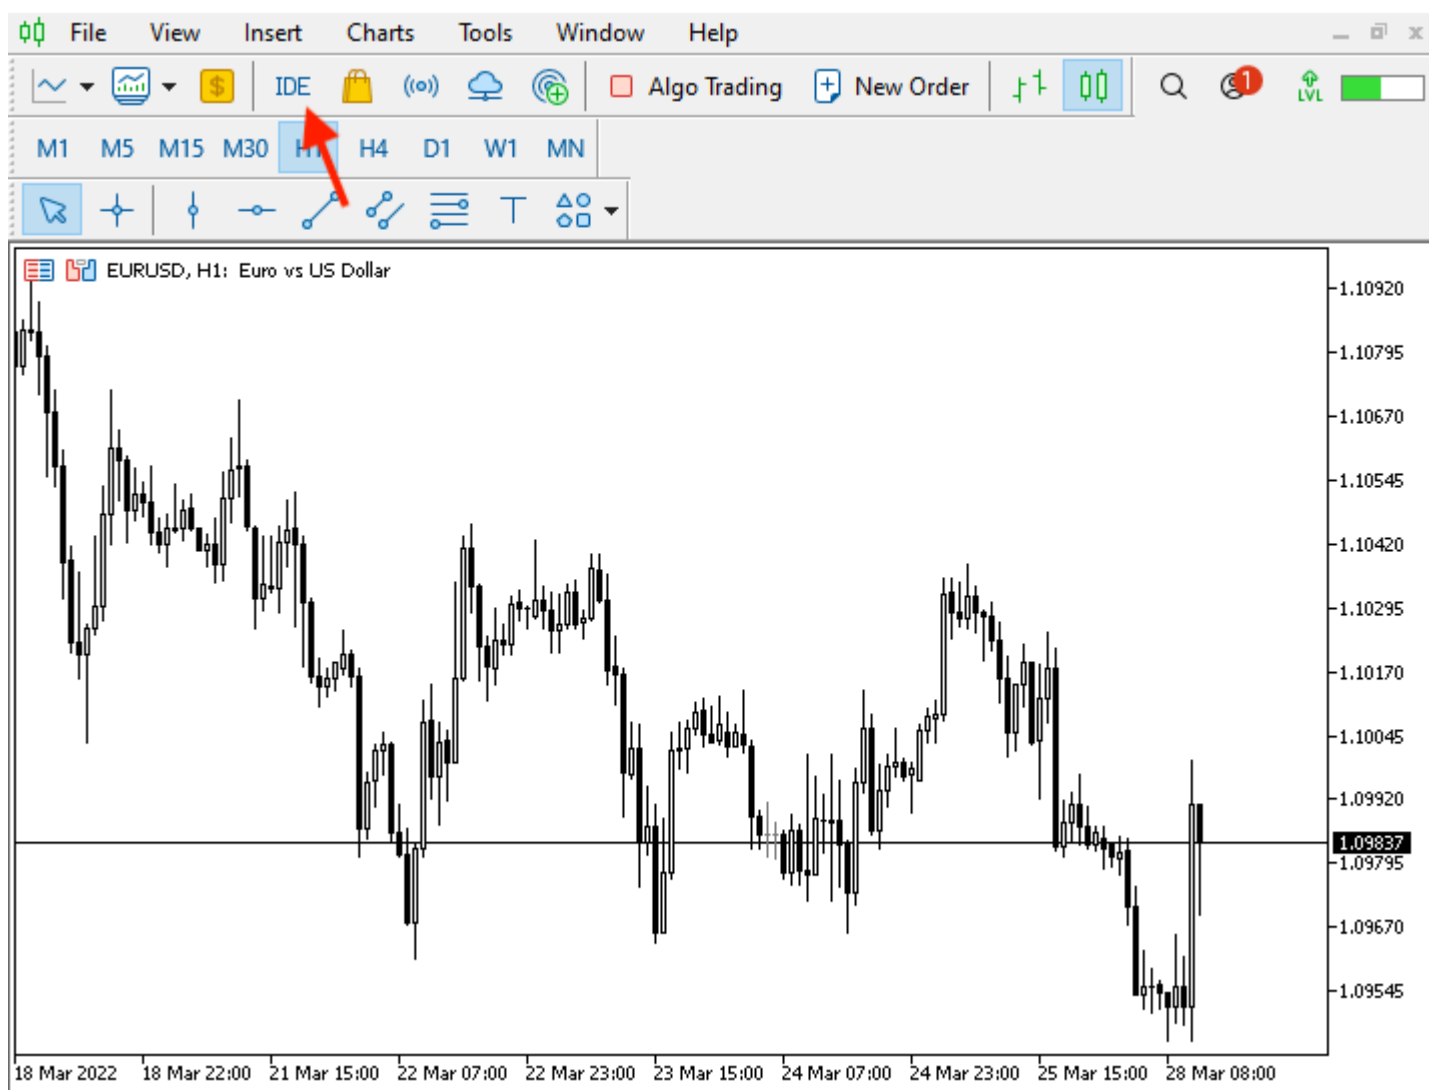 File View Insert Charts Tools Window Help
$ IDE Algo Trading New Order 1 LVL
M1 M5 M15 M30 H1 H4 D1 W1 MN
T
EURUSD, H1: Euro vs US Dollar
1.10920
1.10795
1.10670
1.10545
1.10420
1.10295
1.10170
1.10045
1.09920
1.09837
1.09795
1.09670
1.09545
18 Mar 2022 18 Mar 22:00 21 Mar 15:00 22 Mar 07:00 22 Mar 23:00 23 Mar 15:00 24 Mar 07:00 24 Mar 23:00 25 Mar 15:00 28 Mar 08:00